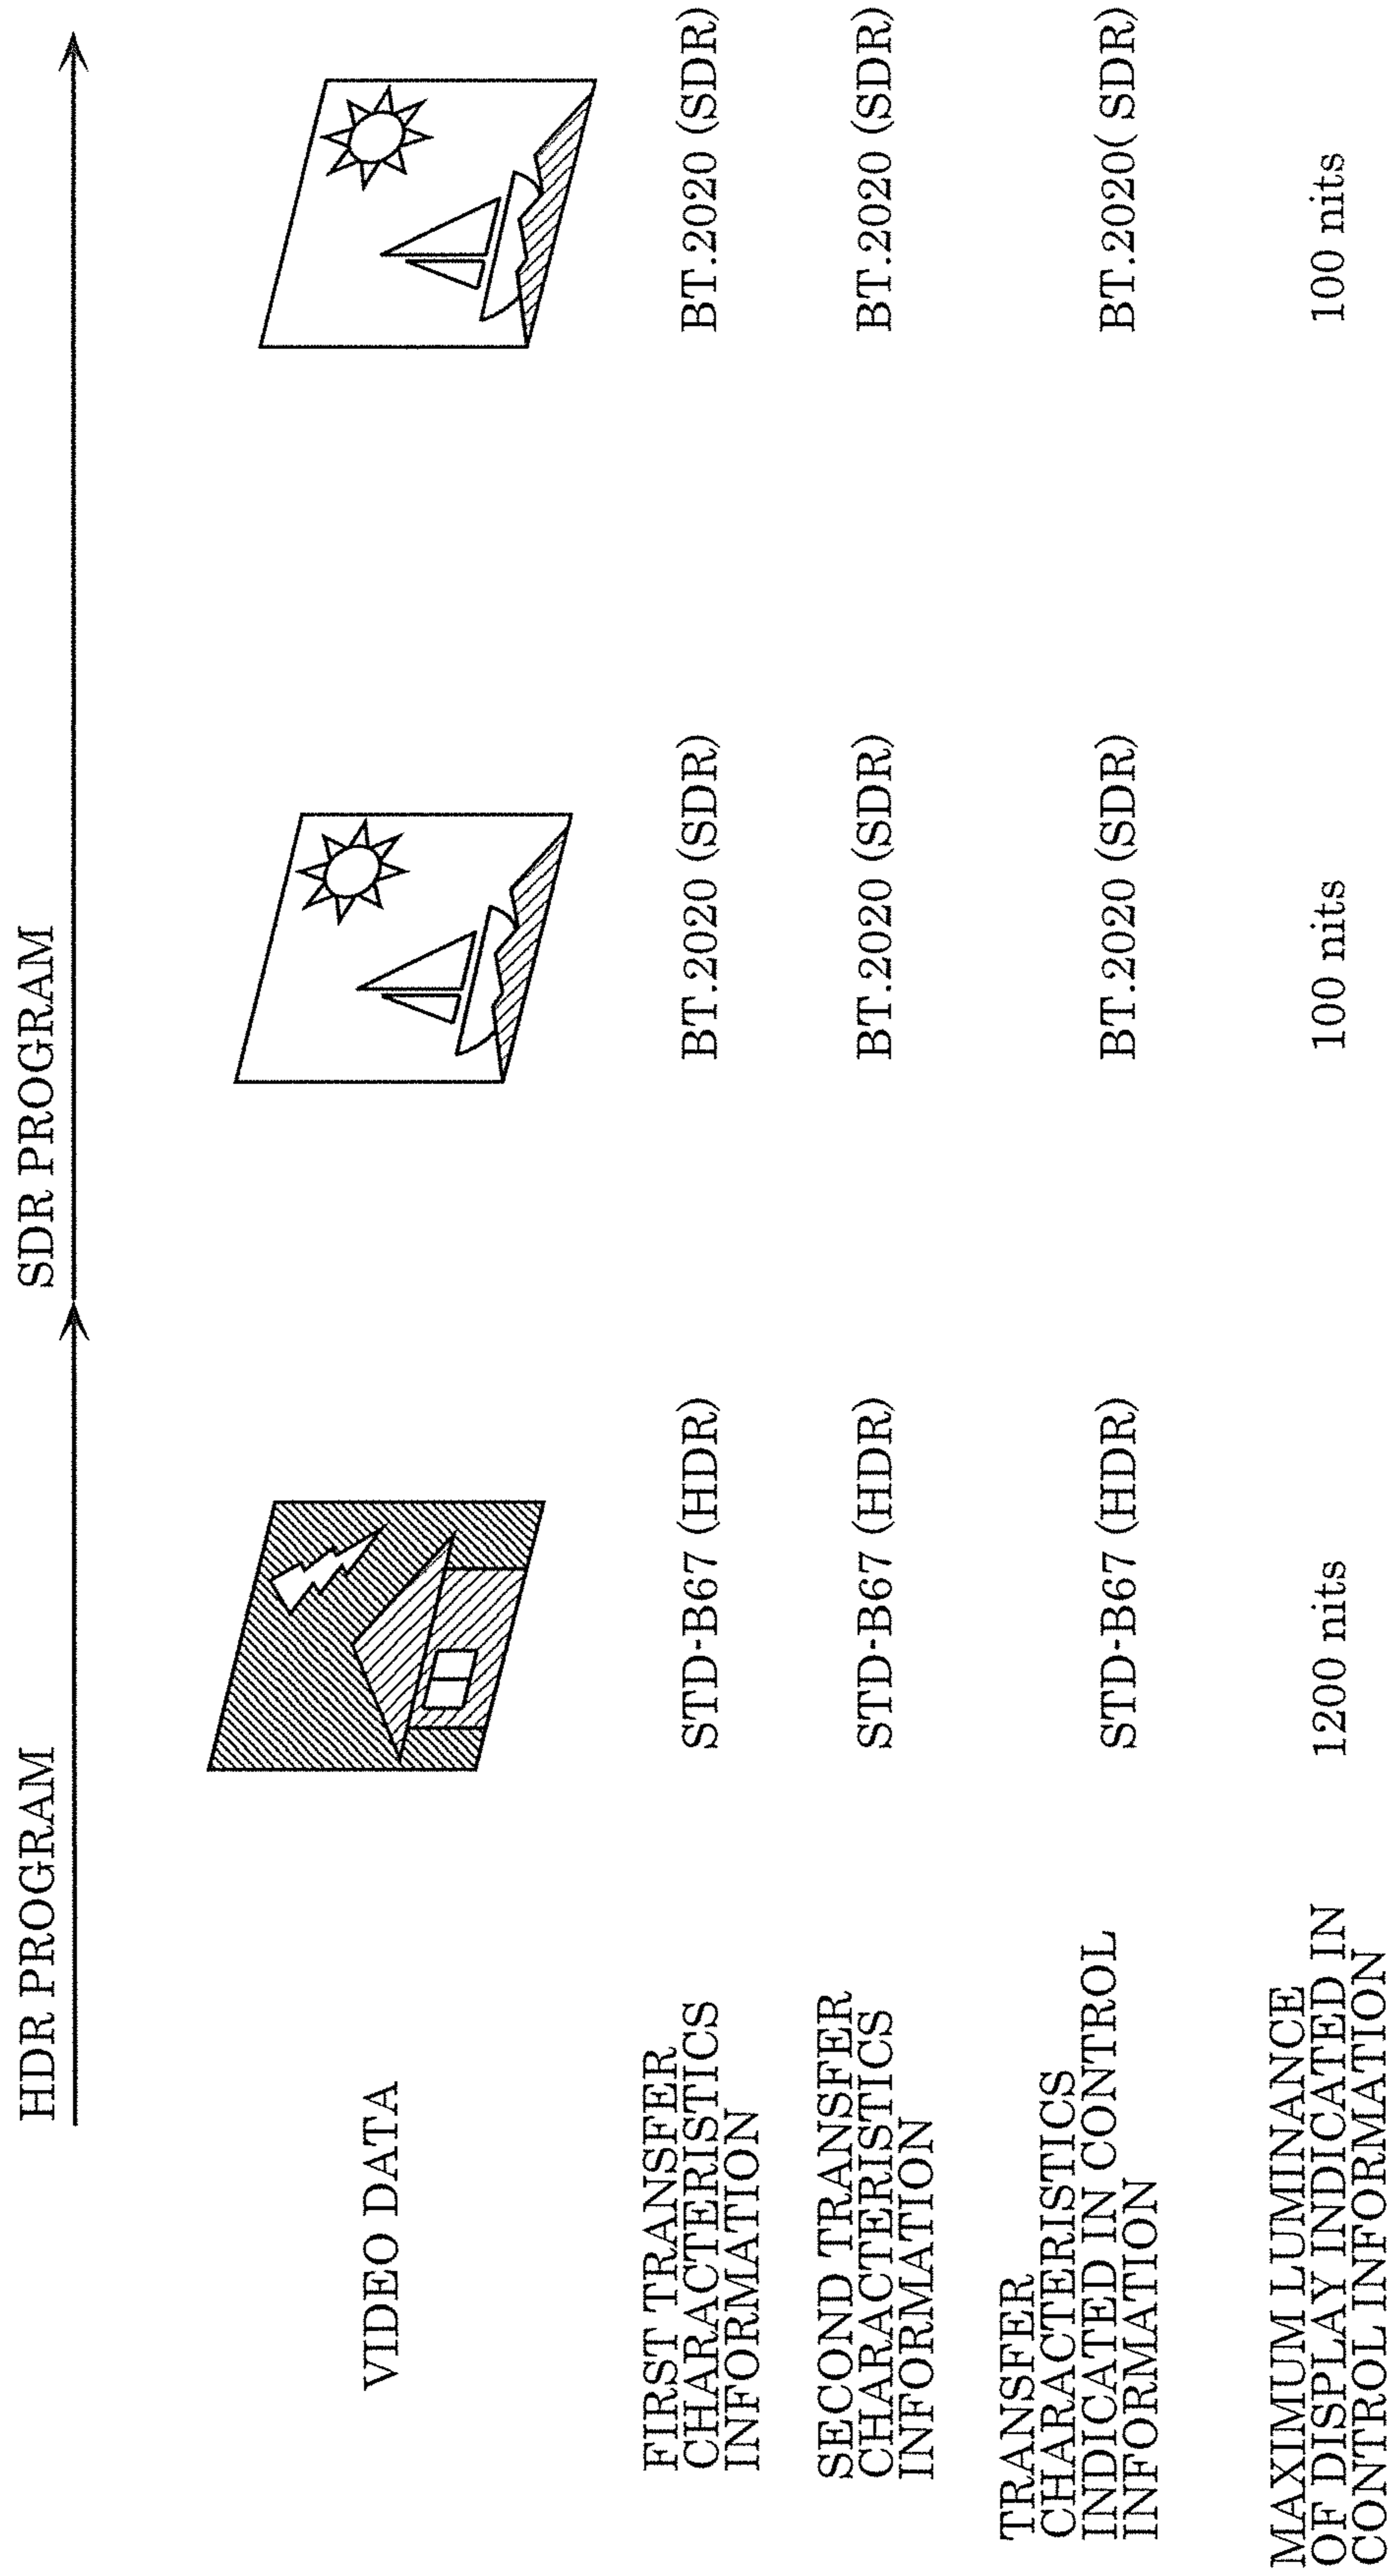 HDR PROGRAM
SDR PROGRAM
VIDEO DATA
FIRST TRANSFER
CHARACTERISTICS
INFORMATION
STD-B67 (HDR)
BT.2020 (SDR)
BT.2020 (SDR)
SECOND TRANSFER
CHARACTERISTICS
INFORMATION
STD-B67 (HDR)
BT.2020 (SDR)
BT.2020 (SDR)
TRANSFER
CHARACTERISTICS
INDICATED IN CONTROL
INFORMATION
STD-B67 (HDR)
BT.2020 (SDR)
BT.2020( SDR)
MAXIMUM LUMINANCE
OF DISPLAY INDICATED IN
CONTROL INFORMATION
1200 nits
100 nits
100 nits